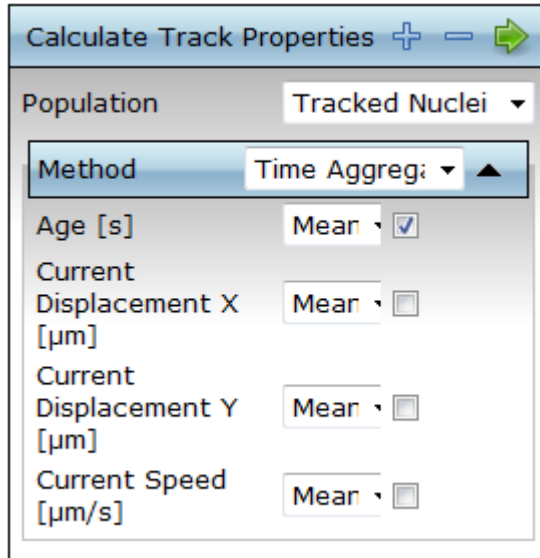 Calculate Track Properties
Population Tracked Nuclei
Method Time Aggrega
Age [s] Mean
Current
Displacement X Mean
[µm]
Current
Displacement Y Mean
[µm]
Current Speed Mean
[µm/s]